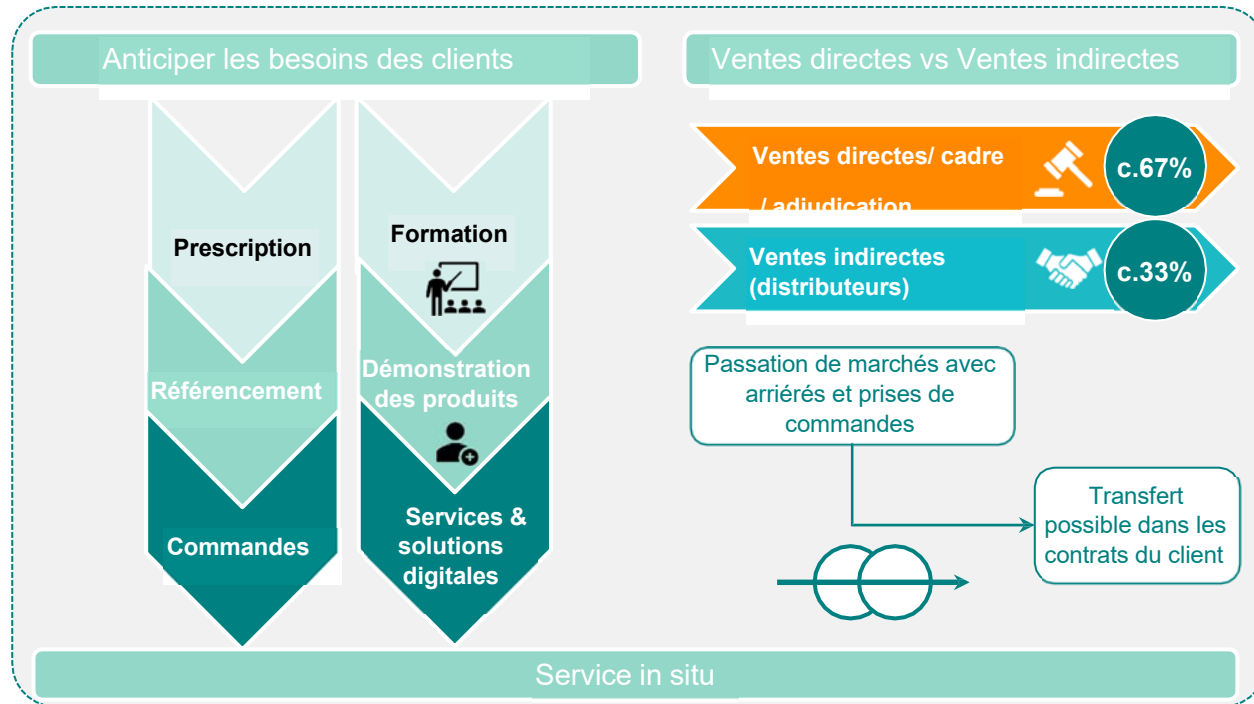 Anticiper les besoins des clients
Prescription
Référencement
Commandes
Formation
Démonstration
des produits
Services &
solutions
digitales
Ventes directes vs Ventes indirectes
Ventes directes/ cadre
/ adjudication
c.67%
Ventes indirectes
(distributeurs)
c.33%
Passation de marchés avec
arriérés et prises de
commandes
Transfert
possible dans les
contrats du client
Service in situ